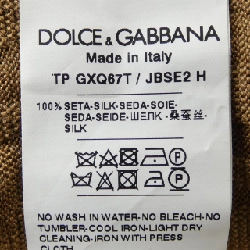 DOLCE & GABBANA
Made in Italy
TP GXQ67T / JBSE2 H
100% SETA-SILK-SEDA-SOIE-
SEDA-SEIDE-ШЕЛК -桑蚕丝-
SILK
NO WASH IN WATER-NO BLEACH-NO
TUMBLER-COOL IRON-LIGHT DRY
CLEANING-IRON WITH PRESS
CLOTH